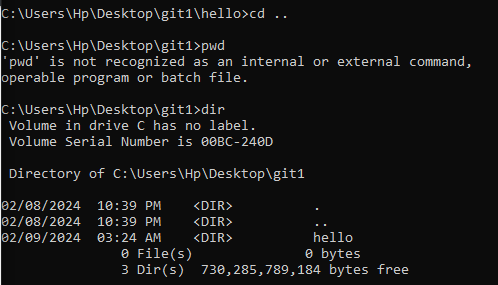 C:\Users\Hp\Desktop\git1\hello>cd ..
C:\Users\Hp\Desktop\git1>pwd
'pwd' is not recognized as an internal or external command,
operable program or batch file.
C:\Users\Hp\Desktop\git1>dir
 Volume in drive C has no label.
 Volume Serial Number is 00BC-240D
 Directory of C:\Users\Hp\Desktop\git1
02/08/2024  10:39 PM    <DIR>          .
02/08/2024  10:39 PM    <DIR>          ..
02/09/2024  03:24 AM    <DIR>          hello
               0 File(s)              0 bytes
               3 Dir(s)  730,285,789,184 bytes free